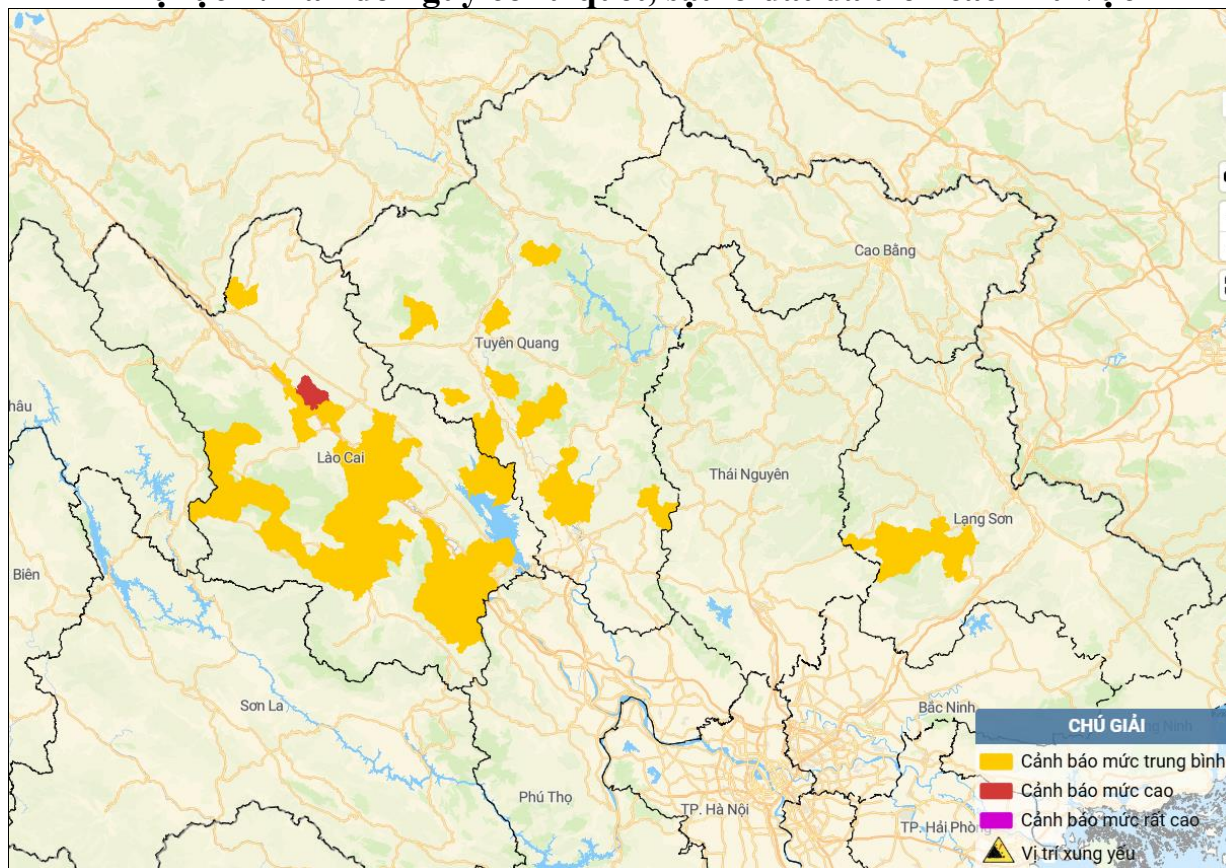 Cao Bằng
Tuyên Quang
hâu
Lào Cai
Thái Nguyên
Lạng Sơn
Biên
Sơn La
Bắc Ninh
CHÚ GIẢI
Cảnh báo mức trung bình
Cảnh báo mức cao
Phú Thọ
TP. Hà Nội
TP. Hải Phòng
Cảnh báo mức rất cao
Vị trí xung yếu